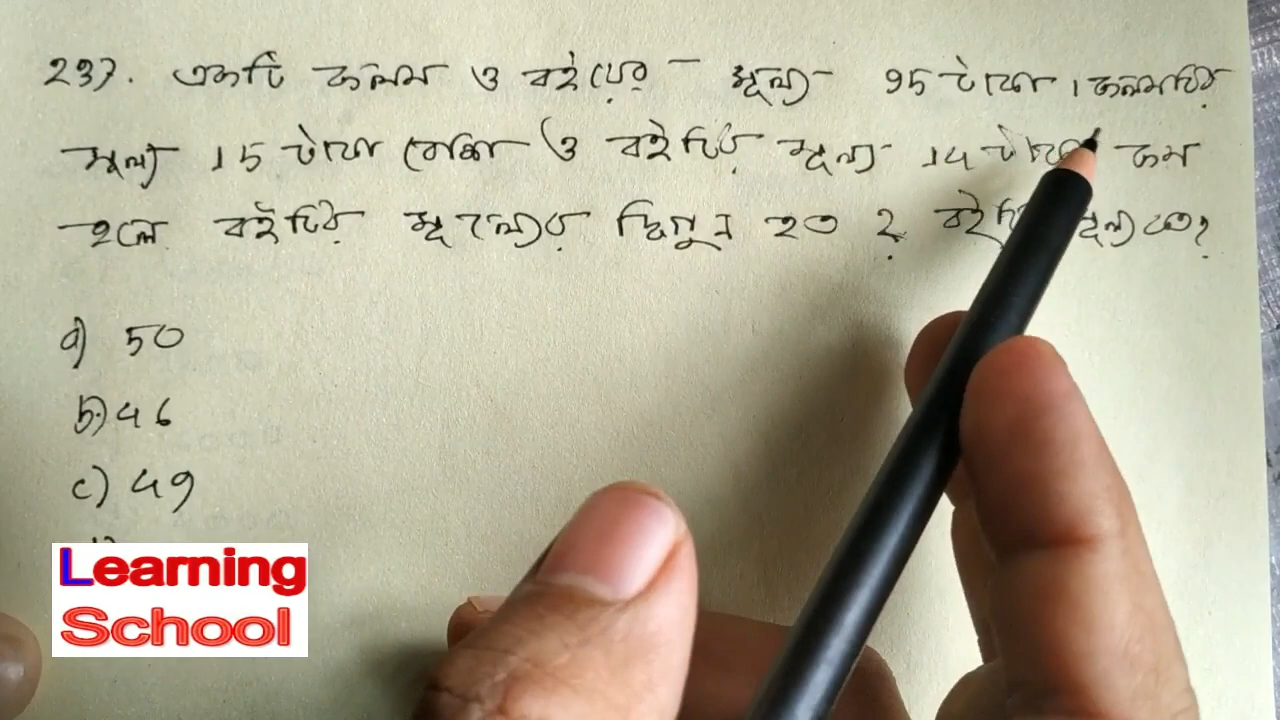 237. একটি কলম ও বইয়ের মূল্য 95 টাকা। কলমটির
মূল্য 15 টাকা বেশি ও বইটির মূল্য 14 টাকা কম
হলে বইটির মূল্যের দ্বিগুন হত। বইটির মূল্য কত?
a) 50
b) 46
c) 49
Learning
School